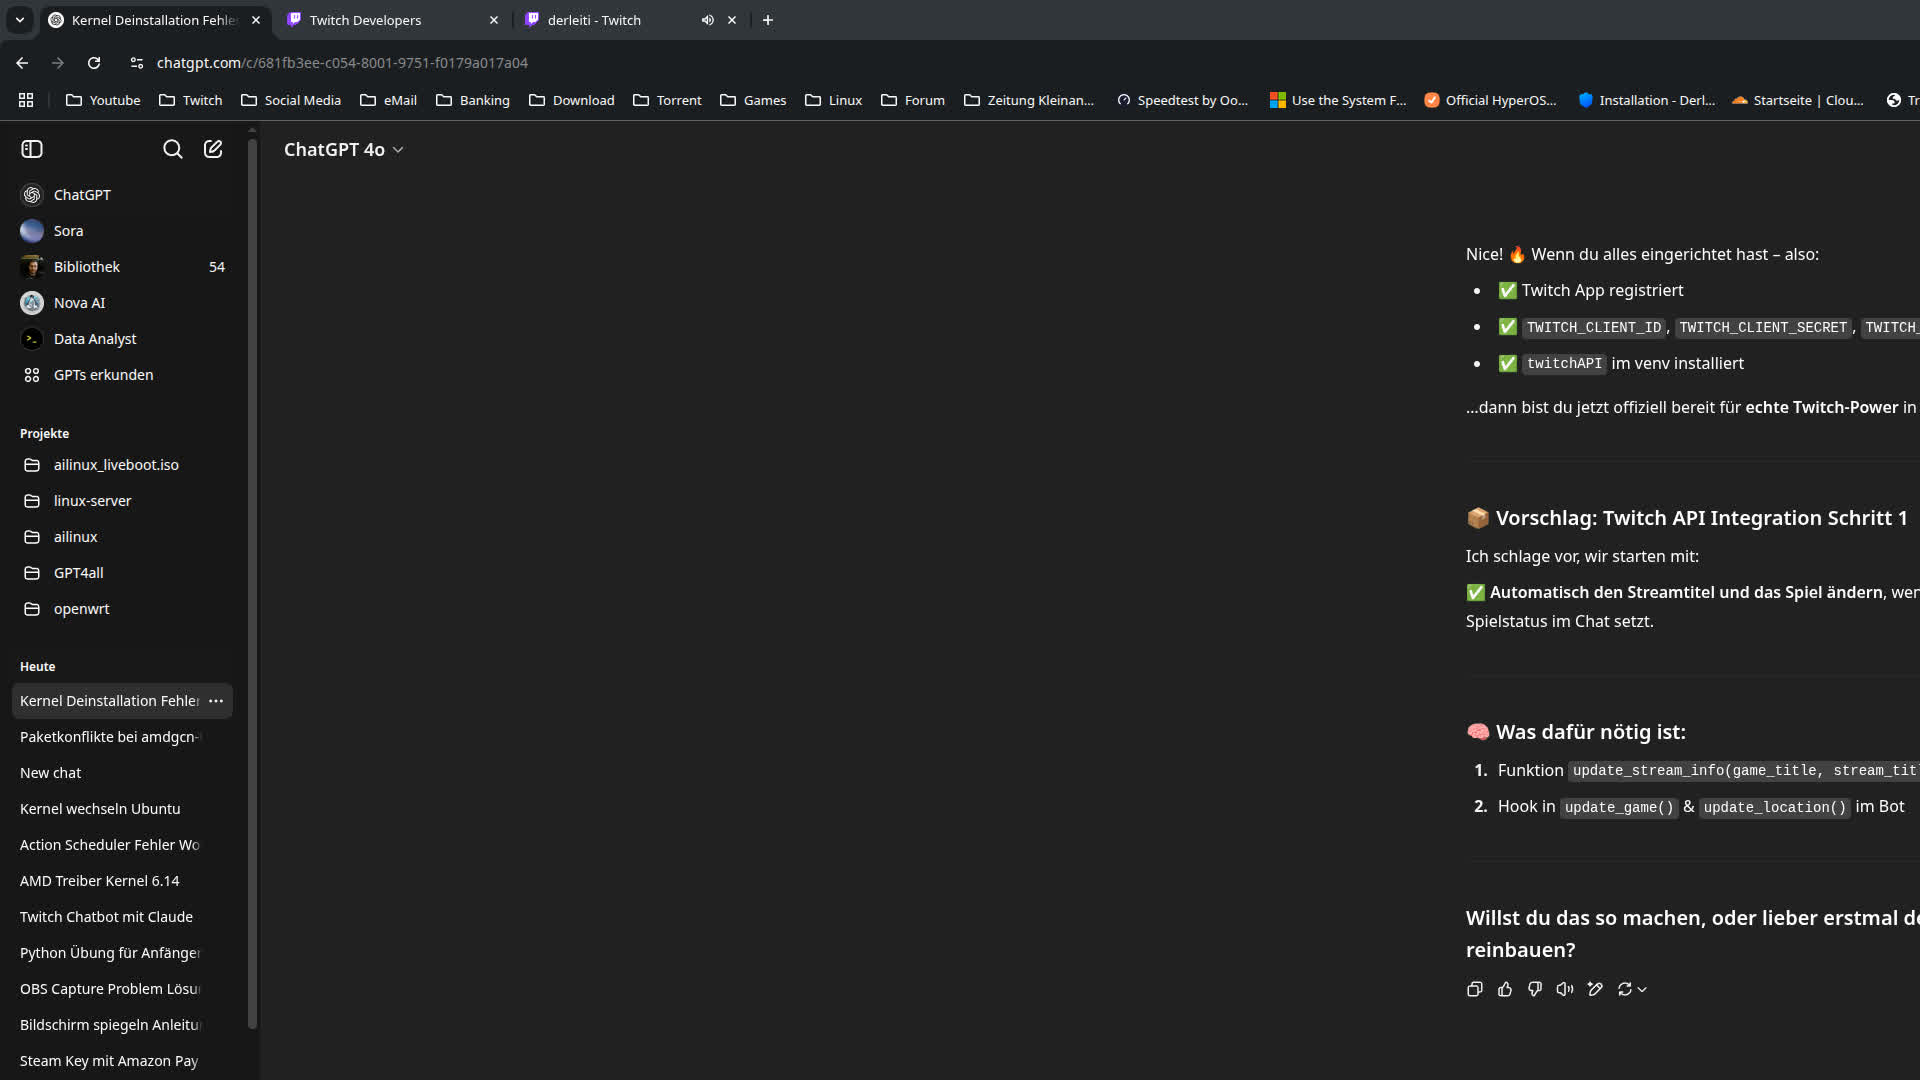 Kernel Deinstallation Fehle
Twitch Developers
derleiti - Twitch
chatgpt.com/c/681fb3ee-c054-8001-9751-f0179a017a04
Youtube
Twitch
Social Media
eMail
Banking
Download
Torrent
Games
Linux
Forum
Zeitung Kleinan...
Speedtest by Oo...
Use the System F...
Official HyperOS...
Installation - Derl...
Startseite | Clou...
Tr
ChatGPT 4o
ChatGPT
Sora
Bibliothek 54
Nova AI
Data Analyst
GPTs erkunden
Projekte
ailinux_liveboot.iso
linux-server
ailinux
GPT4all
openwrt
Heute
Kernel Deinstallation Fehler
Paketkonflikte bei amdgcn-
New chat
Kernel wechseln Ubuntu
Action Scheduler Fehler Wo
AMD Treiber Kernel 6.14
Twitch Chatbot mit Claude
Python Übung für Anfänger
OBS Capture Problem Lösu
Bildschirm spiegeln Anleitu
Steam Key mit Amazon Pay
Nice! 🔥 Wenn du alles eingerichtet hast – also:
• ✅ Twitch App registriert
• ✅ TWITCH_CLIENT_ID, TWITCH_CLIENT_SECRET, TWITCH_
• ✅ twitchAPI im venv installiert
…dann bist du jetzt offiziell bereit für echte Twitch-Power in
📦 Vorschlag: Twitch API Integration Schritt 1
Ich schlage vor, wir starten mit:
✅ Automatisch den Streamtitel und das Spiel ändern, wer
Spielstatus im Chat setzt.
🧠 Was dafür nötig ist:
1. Funktion update_stream_info(game_title, stream_tit
2. Hook in update_game() & update_location() im Bot
Willst du das so machen, oder lieber erstmal de
reinbauen?